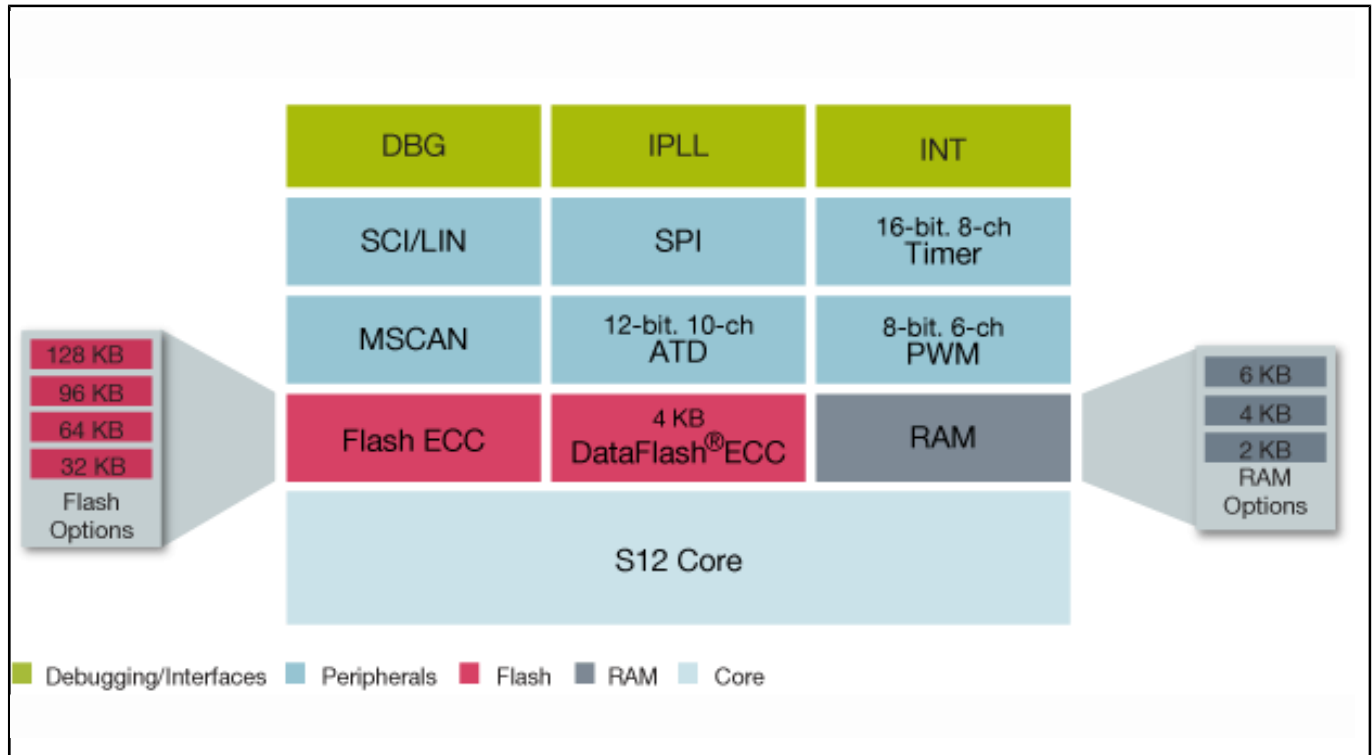 DBG
IPLL
INT
SCI/LIN
SPI
16-bit. 8-ch
Timer
MSCAN
12-bit. 10-ch
ATD
8-bit. 6-ch
PWM
128 KB
96 KB
64 KB
32 KB
Flash
Options
Flash ECC
4 KB
DataFlash®ECC
RAM
6 KB
4 KB
2 KB
RAM
Options
S12 Core
Debugging/Interfaces
Peripherals
Flash
RAM
Core